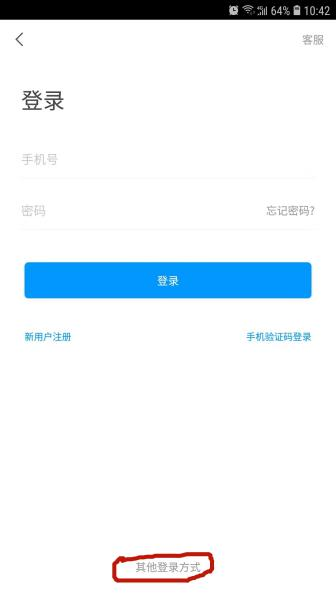 64% 10:42
客服
登录
手机号
密码 忘记密码?
登录
新用户注册 手机验证码登录
其他登录方式